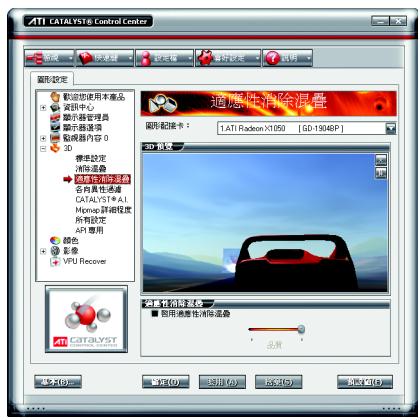 ATI CATALYST® Control Center
檢視
快速鍵
設定檔
喜好設定
說明
圖形設定
歡迎您使用本產品
資訊中心
顯示器管理員
顯示器選項
監視器內容 0
3D
標準設定
消除混疊
適應性消除混疊
各向異性過濾
CATALYST® A.I.
Mipmap 詳細程度
所有設定
API 專用
顏色
影像
VPU Recover
ATI CATALYST
CONTROL CENTER
適應性消除混疊
圖形配接卡：
1.ATI Radeon X1050 [ GD-1904BP ]
3D 預覽
適應性消除混疊
啓用適應性消除混疊
品質
基本(B)...
確定(O)
套用 (A)
捨棄(S)
預設值(F)